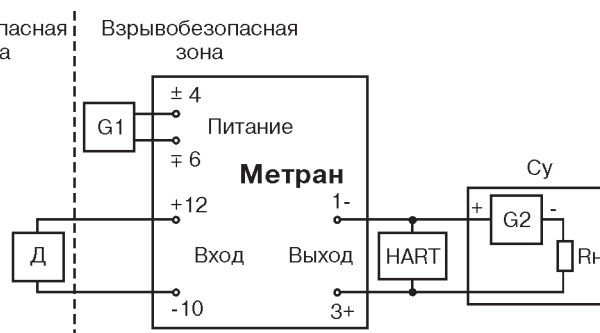 пасная Взрывобезопасная
а зона
± 4
G1 Питание
∓ 6
Метран
+12 1-
Су
+ G2 -
Д Вход Выход HART Rн
-10 3+